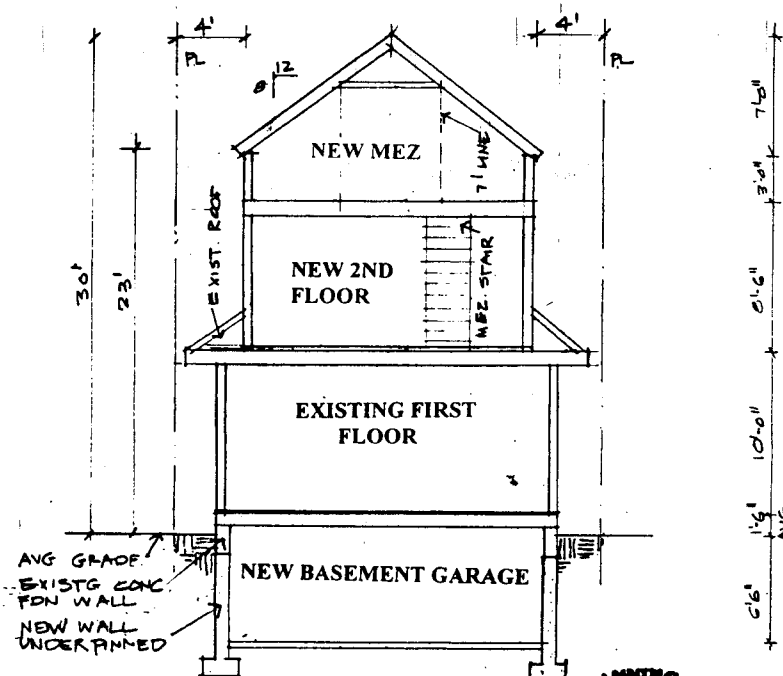 4'
4'
PL
PL
12
8
7'-0"
NEW MEZ
7' LINE
3'-0"
EXIST. ROOF
30'
23'
NEW 2ND
FLOOR
MEZ. STAIR
8'-6"
EXISTING FIRST
FLOOR
10'-0"
1'-6"
AVG GRADE
EXISTG CONC
FDN WALL
NEW WALL
UNDERPINNED
NEW BASEMENT GARAGE
6'6"